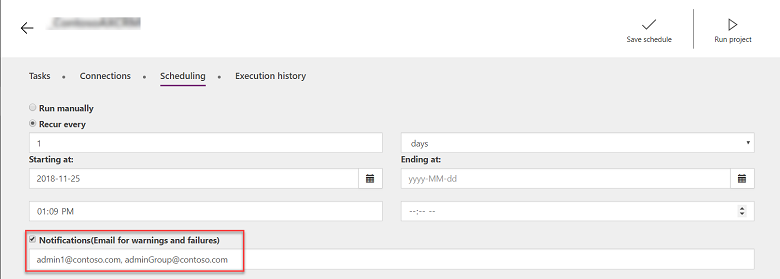 Save schedule
Run project
Tasks • Connections • Scheduling • Execution history
Run manually
Recur every
1
days
Starting at:
Ending at:
2018-11-25
yyyy-MM-dd
01:09 PM
--:-- --
Notifications(Email for warnings and failures)
admin1@contoso.com, adminGroup@contoso.com